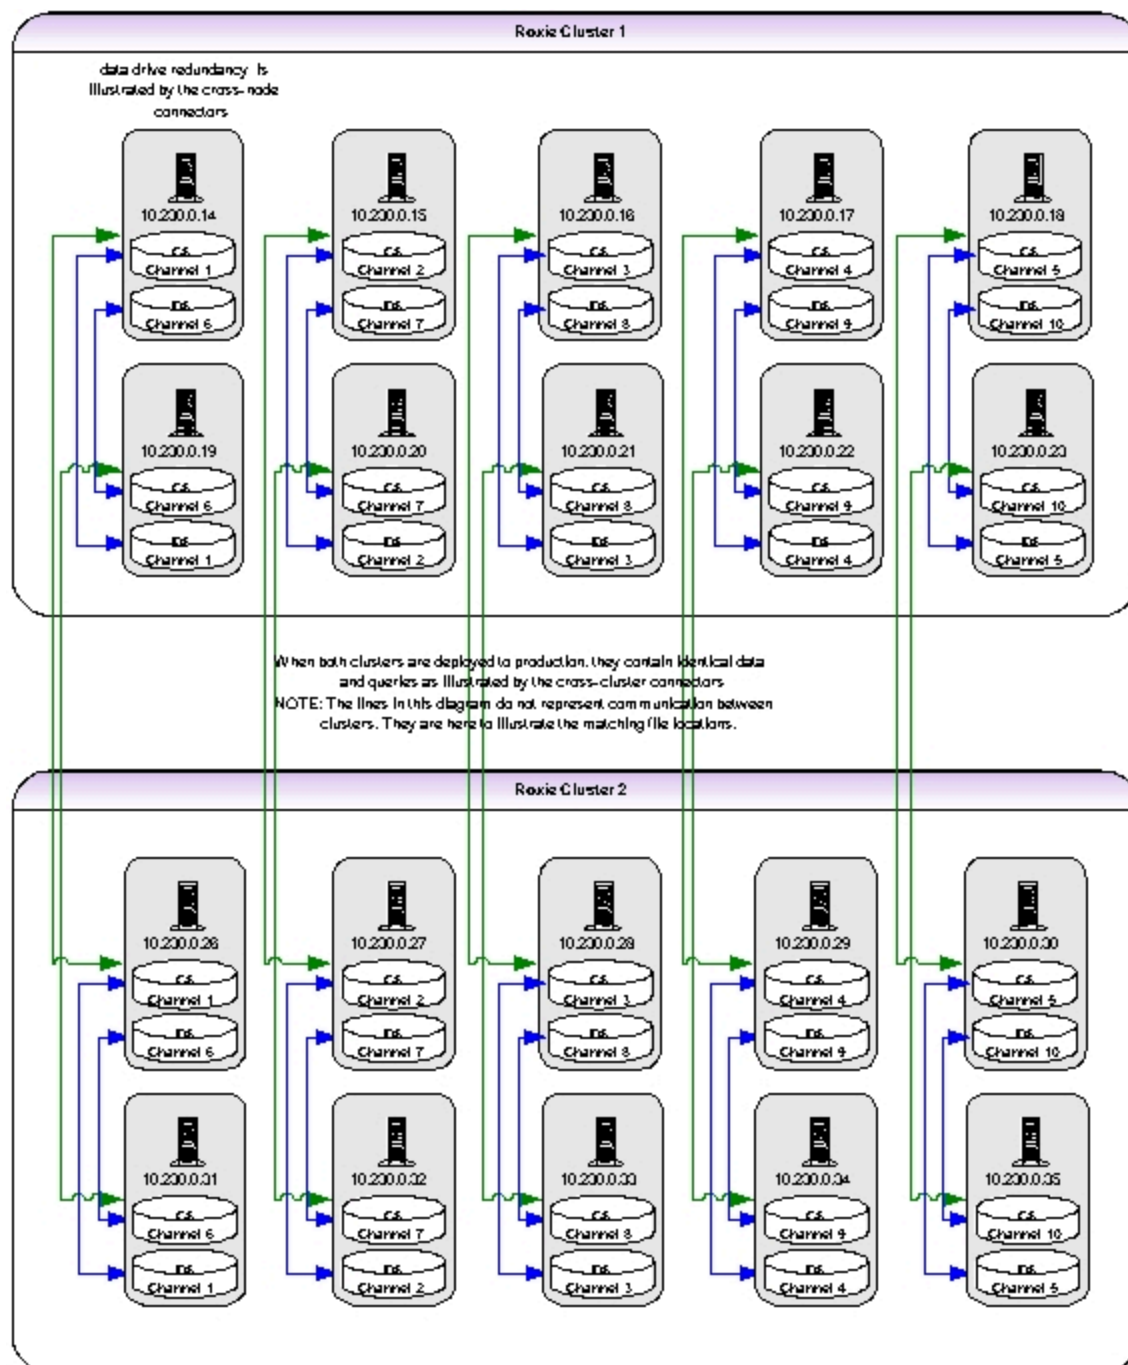 Roxie Cluster 1
data drive redundancy is
illustrated by the cross-node
connectors
10.230.0.14
10.230.0.15
10.230.0.16
10.230.0.17
10.230.0.18
C:\
Channel 1
C:\
Channel 2
C:\
Channel 3
C:\
Channel 4
C:\
Channel 5
D:\
Channel 6
D:\
Channel 7
D:\
Channel 8
D:\
Channel 9
D:\
Channel 10
10.230.0.19
10.230.0.20
10.230.0.21
10.230.0.22
10.230.0.23
C:\
Channel 6
C:\
Channel 7
C:\
Channel 8
C:\
Channel 9
C:\
Channel 10
D:\
Channel 1
D:\
Channel 2
D:\
Channel 3
D:\
Channel 4
D:\
Channel 5
When both clusters are deployed to production, they contain identical data
and queries as illustrated by the cross-cluster connectors
NOTE: The lines in this diagram do not represent communication between
clusters. They are here to illustrate the matching file locations.
Roxie Cluster 2
10.230.0.26
10.230.0.27
10.230.0.28
10.230.0.29
10.230.0.30
C:\
Channel 1
C:\
Channel 2
C:\
Channel 3
C:\
Channel 4
C:\
Channel 5
D:\
Channel 6
D:\
Channel 7
D:\
Channel 8
D:\
Channel 9
D:\
Channel 10
10.230.0.31
10.230.0.32
10.230.0.33
10.230.0.34
10.230.0.35
C:\
Channel 6
C:\
Channel 7
C:\
Channel 8
C:\
Channel 9
C:\
Channel 10
D:\
Channel 1
D:\
Channel 2
D:\
Channel 3
D:\
Channel 4
D:\
Channel 5